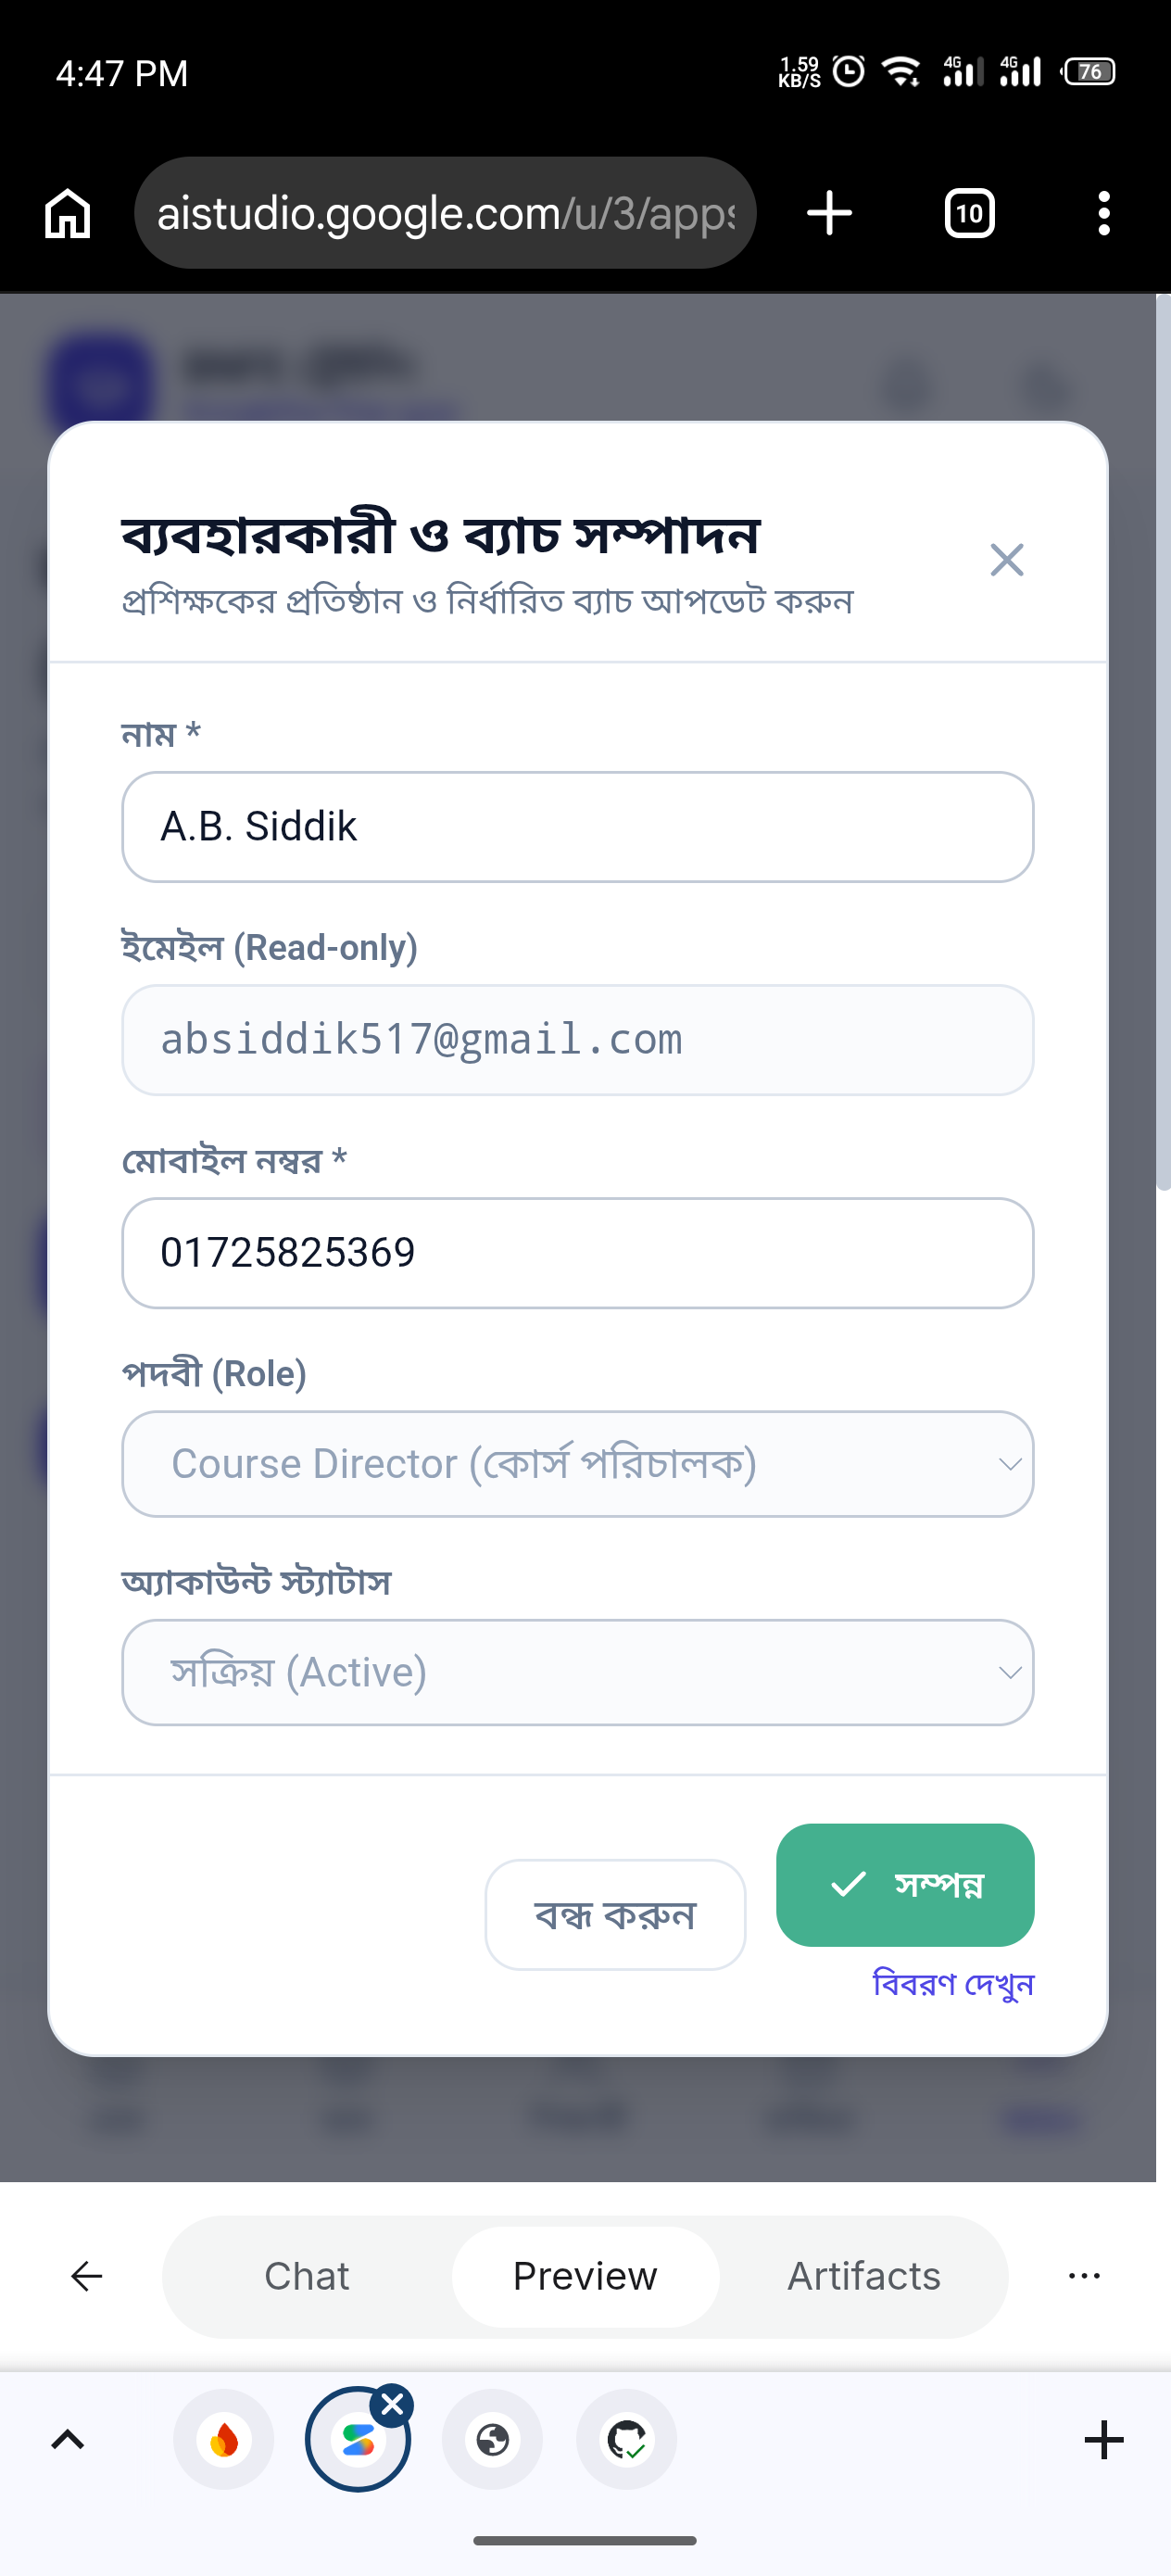 4:47 PM
1.59
KB/S
4G
4G
76
aistudio.google.com/u/3/apps
10
ব্যবহারকারী ও ব্যাচ সম্পাদন
প্রশিক্ষকের প্রতিষ্ঠান ও নির্ধারিত ব্যাচ আপডেট করুন
নাম *
A.B. Siddik
ইমেইল (Read-only)
absiddik517@gmail.com
মোবাইল নম্বর *
01725825369
পদবী (Role)
Course Director (কোর্স পরিচালক)
অ্যাকাউন্ট স্ট্যাটাস
সক্রিয় (Active)
বন্ধ করুন
সম্পন্ন
বিবরণ দেখুন
Chat
Preview
Artifacts